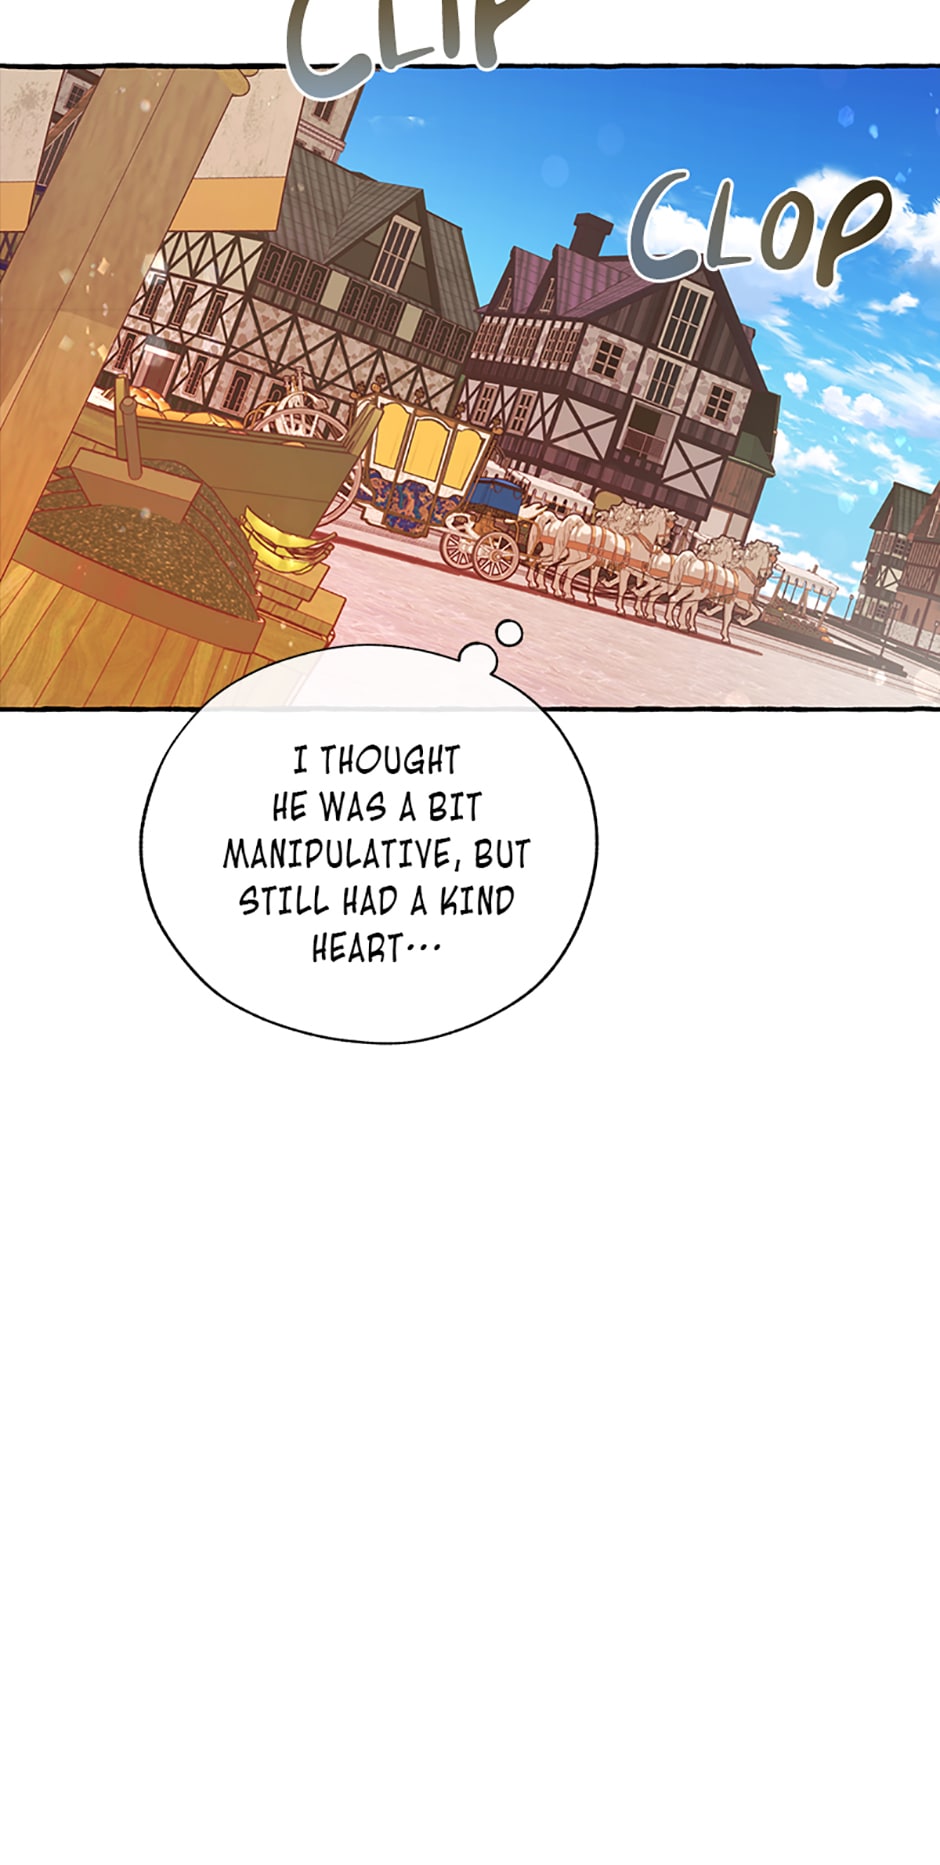 CLIP
CLOP
I THOUGHT
HE WAS A BIT
MANIPULATIVE, BUT
STILL HAD A KIND
HEART...